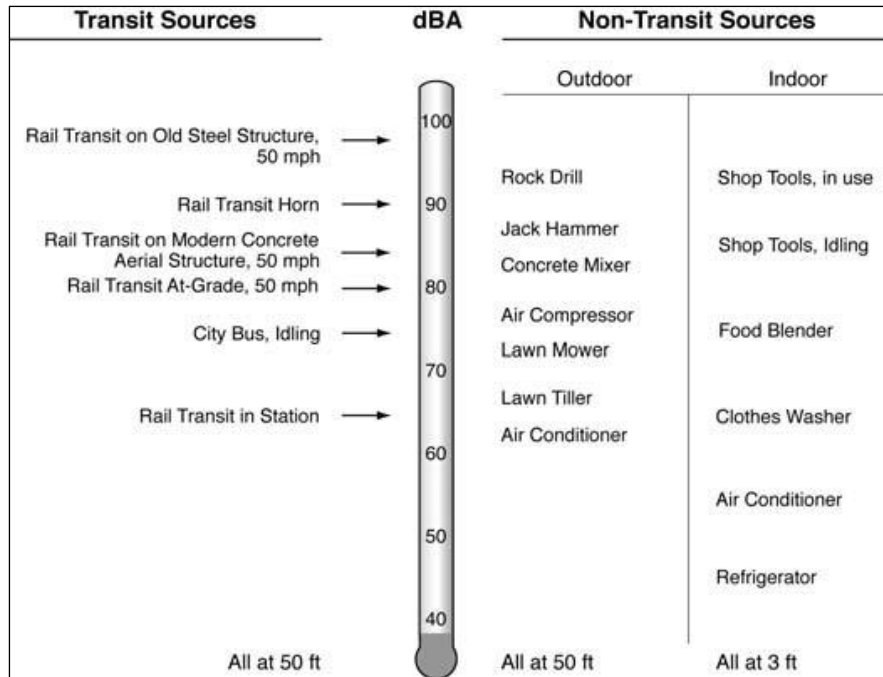 Transit Sources
dBA
Non-Transit Sources
Outdoor
Indoor
Rail Transit on Old Steel Structure,
50 mph
Rail Transit Horn
Rail Transit on Modern Concrete
Aerial Structure, 50 mph
Rail Transit At-Grade, 50 mph
City Bus, Idling
Rail Transit in Station
All at 50 ft
100
90
80
70
60
50
40
Rock Drill
Jack Hammer
Concrete Mixer
Air Compressor
Lawn Mower
Lawn Tiller
Air Conditioner
All at 50 ft
Shop Tools, in use
Shop Tools, Idling
Food Blender
Clothes Washer
Air Conditioner
Refrigerator
All at 3 ft